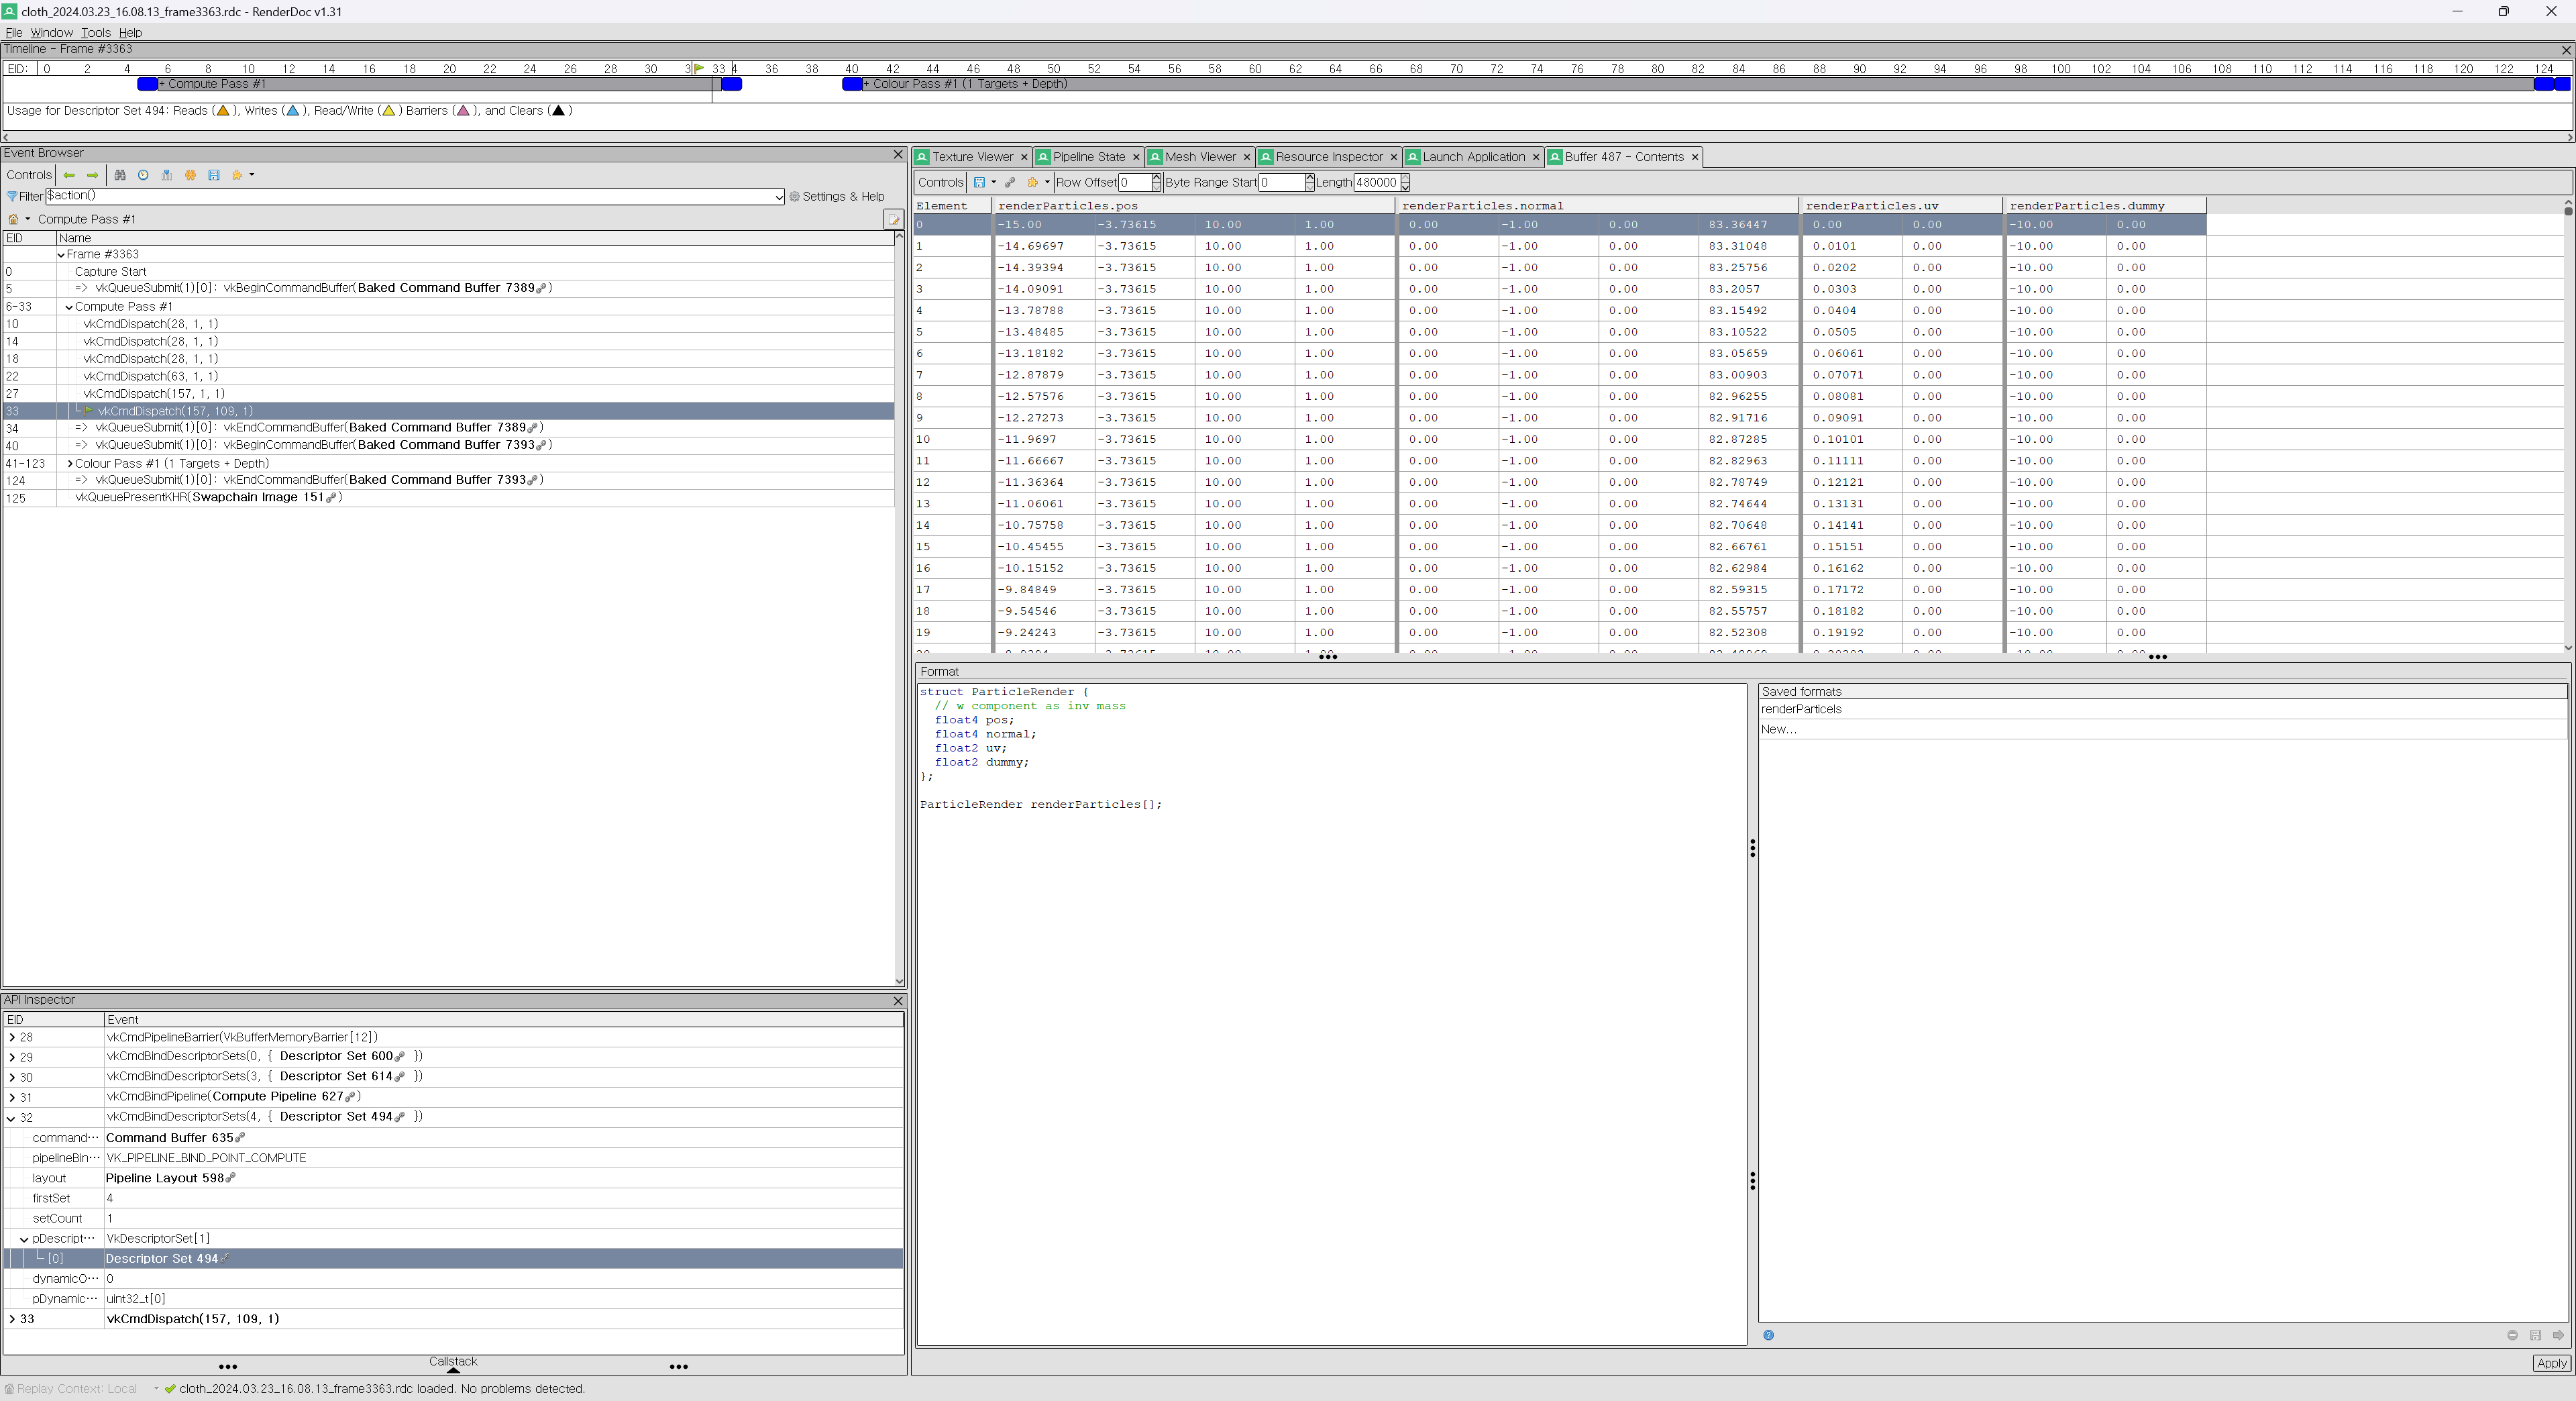 cloth_2024.03.23_16.08.13_frame3363.rdc - RenderDoc v1.31
File Window Tools Help
Timeline - Frame #3363
EID: 0 2 4 6 8 10 12 14 16 18 20 22 24 26 28 30 3 33 4 36 38 40 42 44 46 48 50 52 54 56 58 60 62 64 66 68 70 72 74 76 78 80 82 84 86 88 90 92 94 96 98 100 102 104 106 108 110 112 114 116 118 120 122 124
+ Compute Pass #1
+ Colour Pass #1 (1 Targets + Depth)
Usage for Descriptor Set 494: Reads ( ), Writes ( ), Read/Write ( ) Barriers ( ), and Clears ( )
Event Browser
Controls
Filter $action() Settings & Help
Compute Pass #1
EID Name
Frame #3363
0 Capture Start
5 => vkQueueSubmit(1)[0]: vkBeginCommandBuffer(Baked Command Buffer 7389)
6-33 Compute Pass #1
10 vkCmdDispatch(28, 1, 1)
14 vkCmdDispatch(28, 1, 1)
18 vkCmdDispatch(28, 1, 1)
22 vkCmdDispatch(63, 1, 1)
27 vkCmdDispatch(157, 1, 1)
33 vkCmdDispatch(157, 109, 1)
34 => vkQueueSubmit(1)[0]: vkEndCommandBuffer(Baked Command Buffer 7389)
40 => vkQueueSubmit(1)[0]: vkBeginCommandBuffer(Baked Command Buffer 7393)
41-123 Colour Pass #1 (1 Targets + Depth)
124 => vkQueueSubmit(1)[0]: vkEndCommandBuffer(Baked Command Buffer 7393)
125 vkQueuePresentKHR(Swapchain Image 151)
API Inspector
EID Event
28 vkCmdPipelineBarrier(VkBufferMemoryBarrier[12])
29 vkCmdBindDescriptorSets(0, { Descriptor Set 600 })
30 vkCmdBindDescriptorSets(3, { Descriptor Set 614 })
31 vkCmdBindPipeline(Compute Pipeline 627)
32 vkCmdBindDescriptorSets(4, { Descriptor Set 494 })
command··· Command Buffer 635
pipelineBin··· VK_PIPELINE_BIND_POINT_COMPUTE
layout Pipeline Layout 598
firstSet 4
setCount 1
pDescript··· VkDescriptorSet[1]
[0] Descriptor Set 494
dynamicO··· 0
pDynamic··· uint32_t[0]
33 vkCmdDispatch(157, 109, 1)
Callstack
Replay Context: Local cloth_2024.03.23_16.08.13_frame3363.rdc loaded. No problems detected.
Texture Viewer Pipeline State Mesh Viewer Resource Inspector Launch Application Buffer 487 - Contents
Controls Row Offset 0 Byte Range Start 0 Length 480000
Element renderParticles.pos renderParticles.normal renderParticles.uv renderParticles.dummy
0 -15.00 -3.73615 10.00 1.00 0.00 -1.00 0.00 83.36447 0.00 0.00 -10.00 0.00
1 -14.69697 -3.73615 10.00 1.00 0.00 -1.00 0.00 83.31048 0.0101 0.00 -10.00 0.00
2 -14.39394 -3.73615 10.00 1.00 0.00 -1.00 0.00 83.25756 0.0202 0.00 -10.00 0.00
3 -14.09091 -3.73615 10.00 1.00 0.00 -1.00 0.00 83.2057 0.0303 0.00 -10.00 0.00
4 -13.78788 -3.73615 10.00 1.00 0.00 -1.00 0.00 83.15492 0.0404 0.00 -10.00 0.00
5 -13.48485 -3.73615 10.00 1.00 0.00 -1.00 0.00 83.10522 0.0505 0.00 -10.00 0.00
6 -13.18182 -3.73615 10.00 1.00 0.00 -1.00 0.00 83.05659 0.06061 0.00 -10.00 0.00
7 -12.87879 -3.73615 10.00 1.00 0.00 -1.00 0.00 83.00903 0.07071 0.00 -10.00 0.00
8 -12.57576 -3.73615 10.00 1.00 0.00 -1.00 0.00 82.96255 0.08081 0.00 -10.00 0.00
9 -12.27273 -3.73615 10.00 1.00 0.00 -1.00 0.00 82.91716 0.09091 0.00 -10.00 0.00
10 -11.9697 -3.73615 10.00 1.00 0.00 -1.00 0.00 82.87285 0.10101 0.00 -10.00 0.00
11 -11.66667 -3.73615 10.00 1.00 0.00 -1.00 0.00 82.82963 0.11111 0.00 -10.00 0.00
12 -11.36364 -3.73615 10.00 1.00 0.00 -1.00 0.00 82.78749 0.12121 0.00 -10.00 0.00
13 -11.06061 -3.73615 10.00 1.00 0.00 -1.00 0.00 82.74644 0.13131 0.00 -10.00 0.00
14 -10.75758 -3.73615 10.00 1.00 0.00 -1.00 0.00 82.70648 0.14141 0.00 -10.00 0.00
15 -10.45455 -3.73615 10.00 1.00 0.00 -1.00 0.00 82.66761 0.15151 0.00 -10.00 0.00
16 -10.15152 -3.73615 10.00 1.00 0.00 -1.00 0.00 82.62984 0.16162 0.00 -10.00 0.00
17 -9.84849 -3.73615 10.00 1.00 0.00 -1.00 0.00 82.59315 0.17172 0.00 -10.00 0.00
18 -9.54546 -3.73615 10.00 1.00 0.00 -1.00 0.00 82.55757 0.18182 0.00 -10.00 0.00
19 -9.24243 -3.73615 10.00 1.00 0.00 -1.00 0.00 82.52308 0.19192 0.00 -10.00 0.00
Format
struct ParticleRender {
// w component as inv mass
float4 pos;
float4 normal;
float2 uv;
float2 dummy;
};
ParticleRender renderParticles[];
Saved formats
renderParticels
New...
Apply